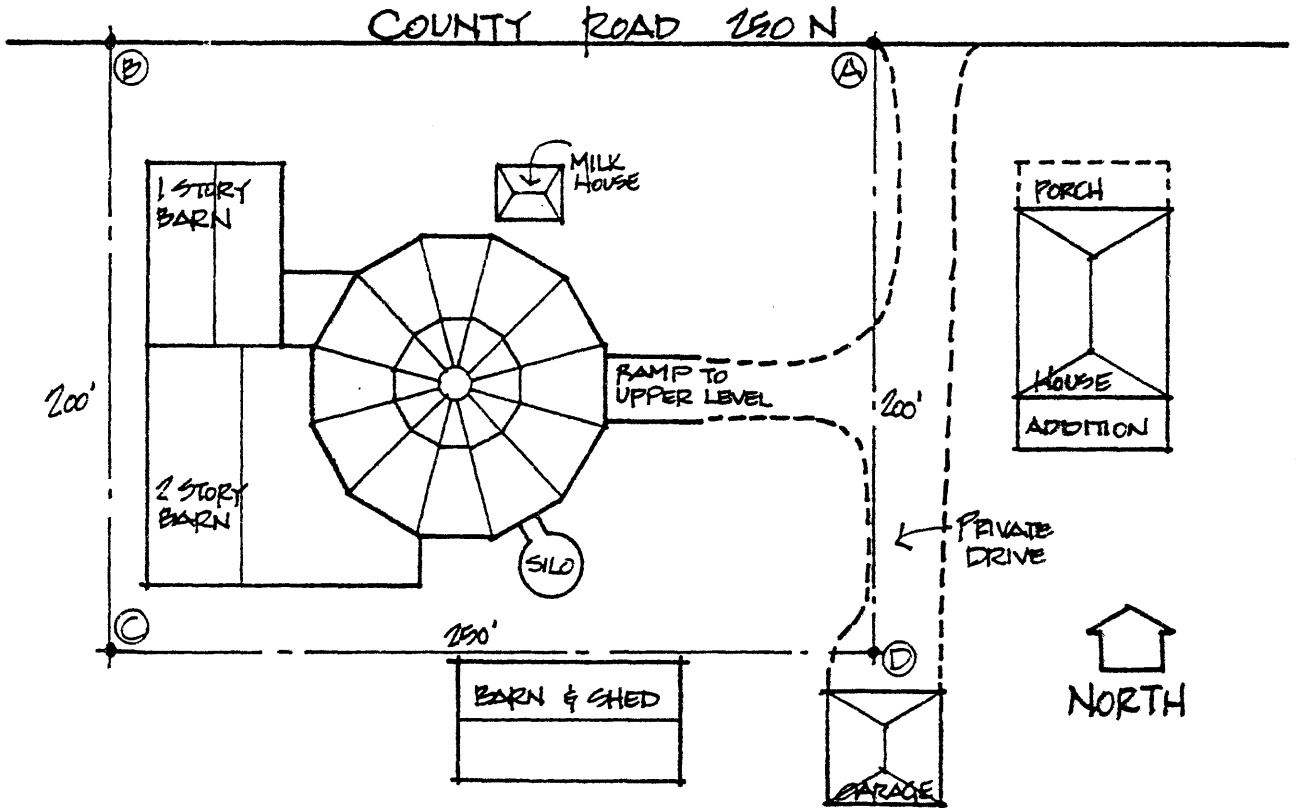 COUNTY ROAD 250 N
B
A
MILK
HOUSE
1 STORY
BARN
PORCH
RAMP TO
UPPER LEVEL
200'
200'
HOUSE
ADDITION
2 STORY
BARN
PRIVATE
DRIVE
SILO
C
250'
D
BARN & SHED
NORTH
GARAGE